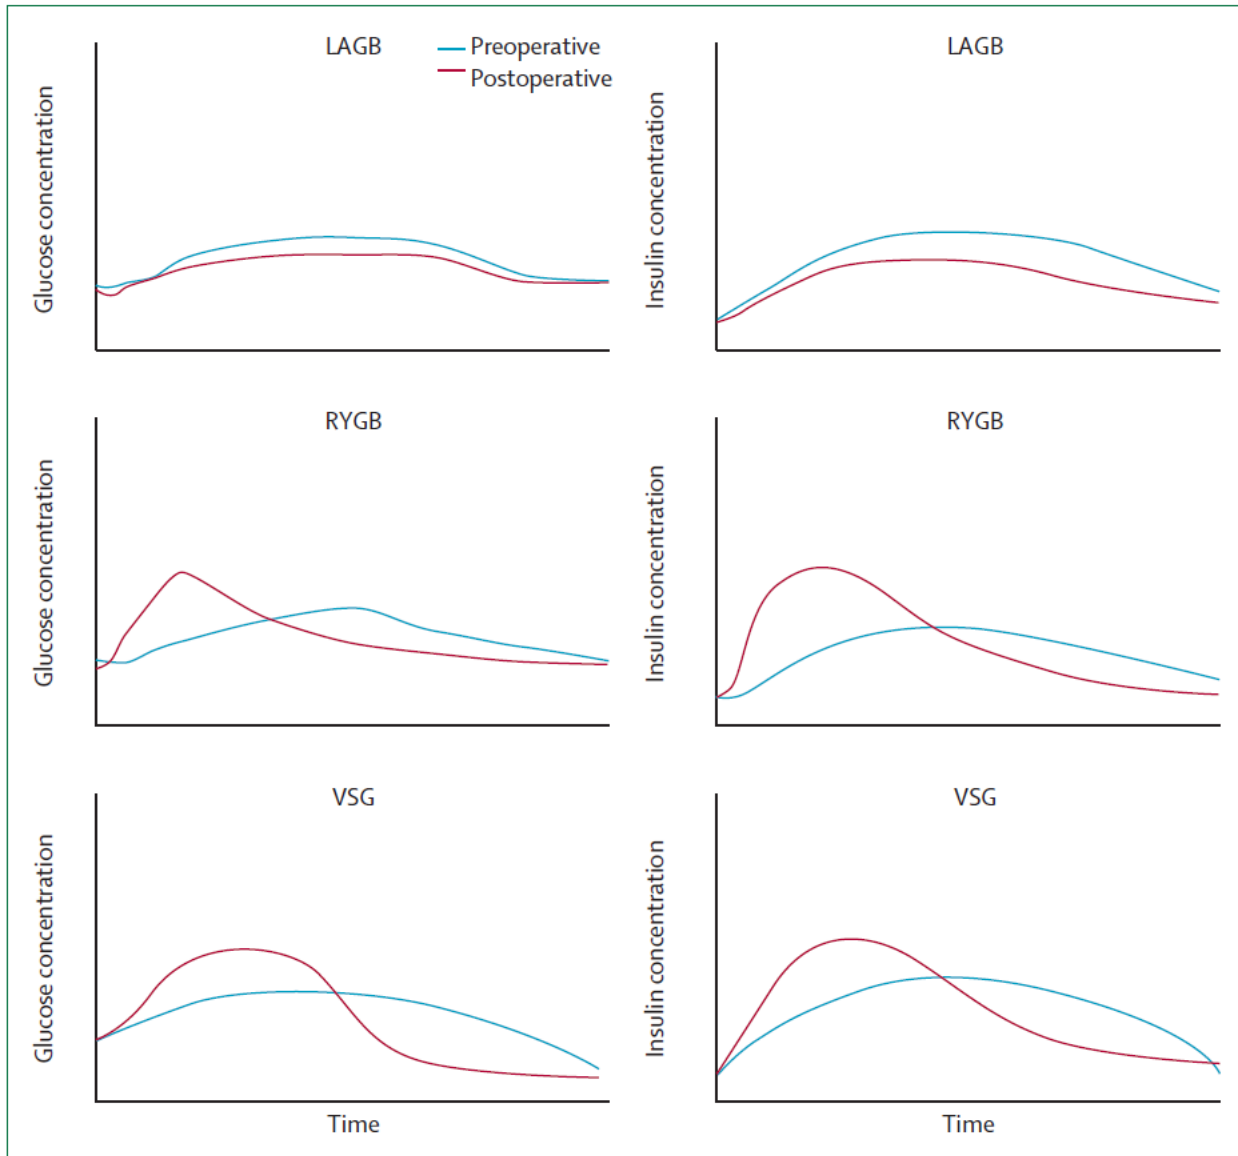 LAGB
Preoperative
Postoperative
Glucose concentration
LAGB
Insulin concentration
RYGB
Glucose concentration
RYGB
Insulin concentration
VSG
Glucose concentration
Time
VSG
Insulin concentration
Time